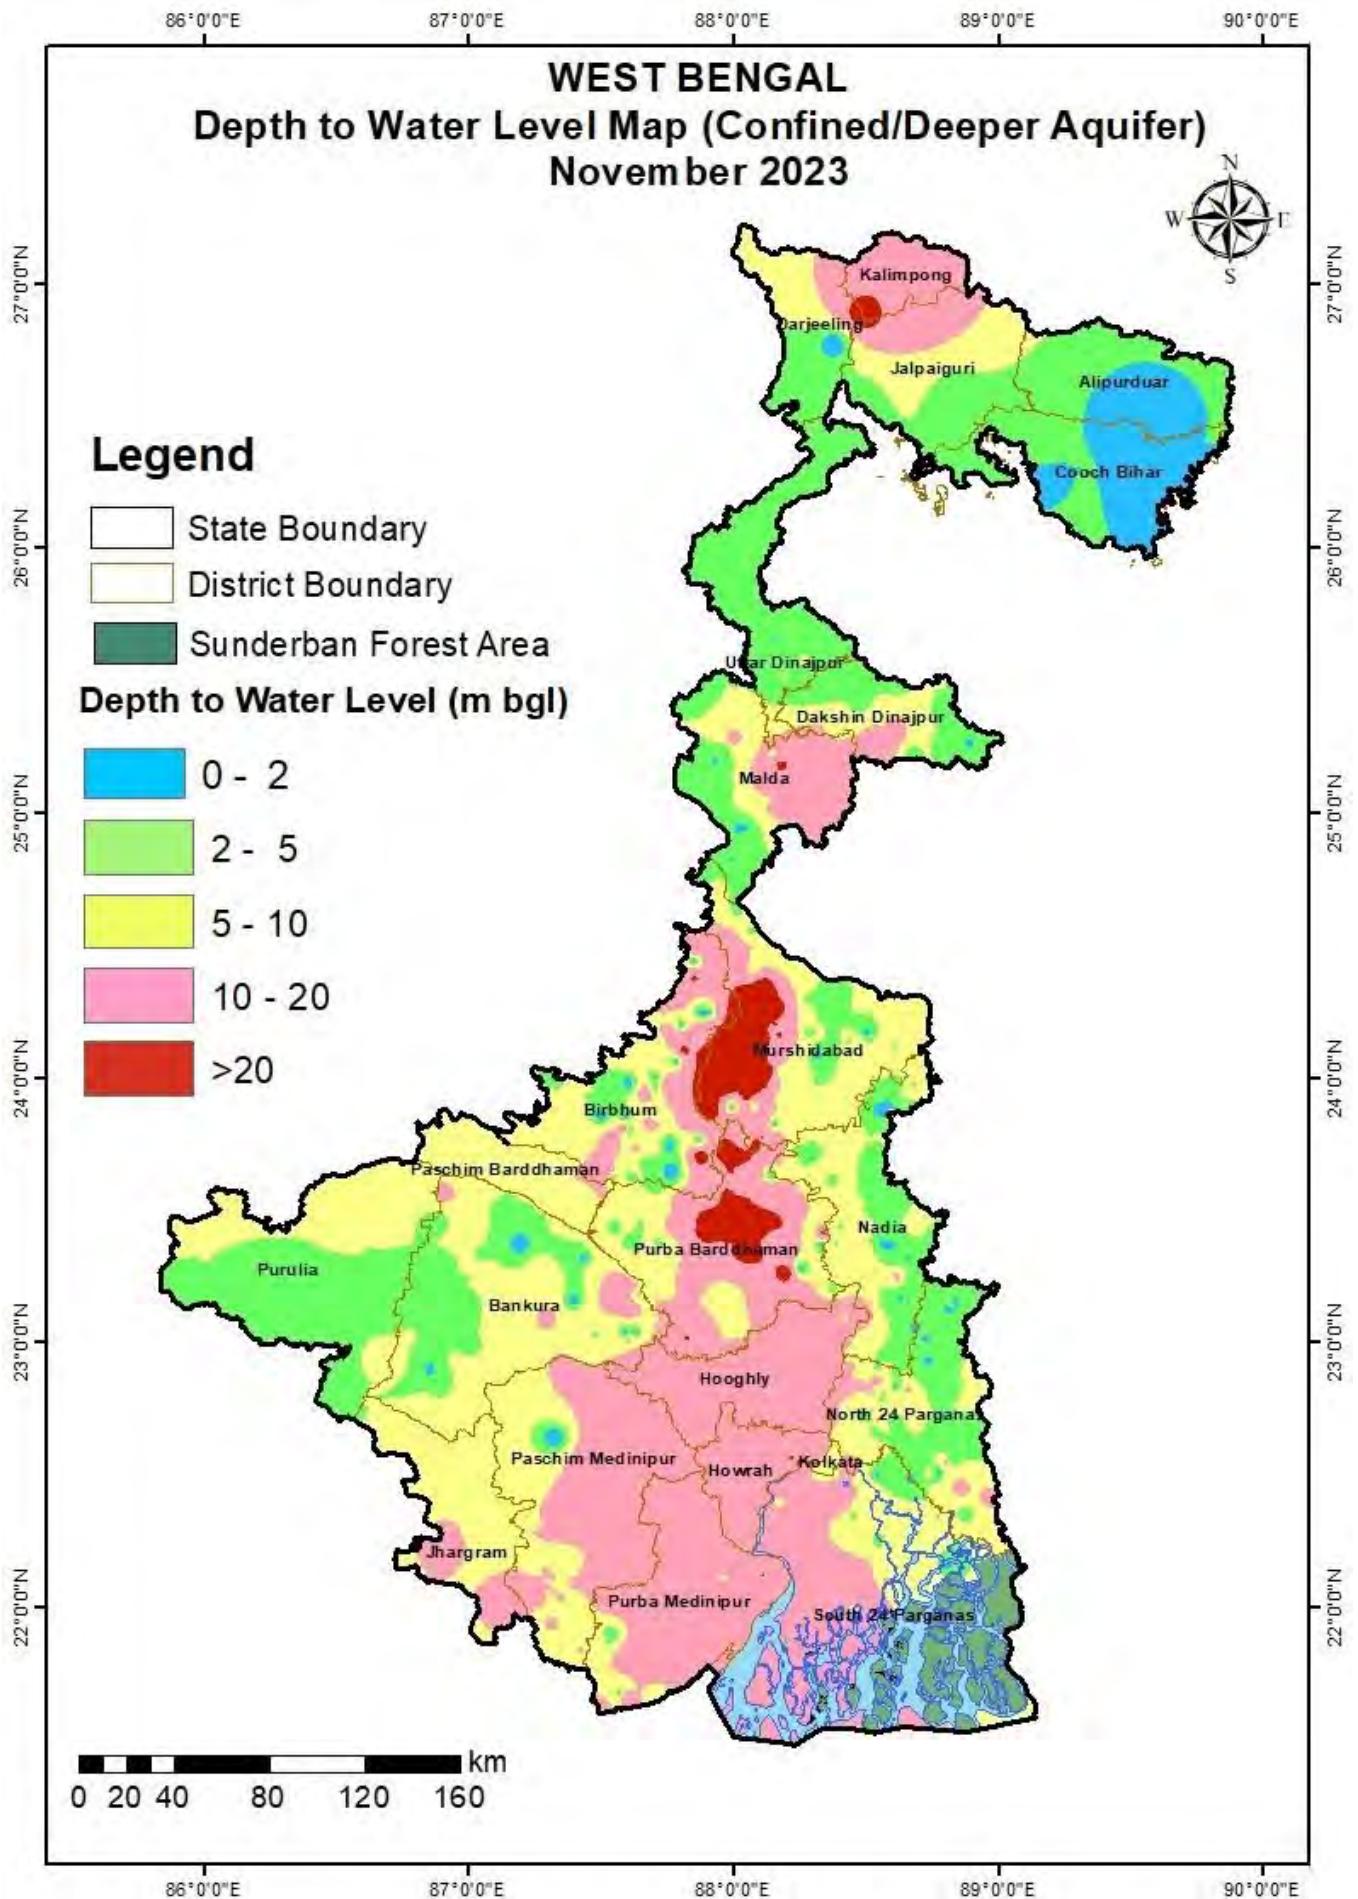 86°0'0"E 87°0'0"E 88°0'0"E 89°0'0"E 90°0'0"E
WEST BENGAL
Depth to Water Level Map (Confined/Deeper Aquifer)
November 2023
N
W E
S
27°0'0"N
27°0'0"N
Kalimpong
Darjeeling
Jalpaiguri
Alipurduar
Cooch Bihar
Legend
State Boundary
District Boundary
Sunderban Forest Area
Depth to Water Level (m bgl)
0 - 2
2 - 5
5 - 10
10 - 20
>20
26°0'0"N
26°0'0"N
Uttar Dinajpur
Dakshin Dinajpur
Malda
25°0'0"N
25°0'0"N
Murshidabad
24°0'0"N
24°0'0"N
Birbhum
Paschim Barddhaman
Nadia
Purba Barddhaman
Purulia
Bankura
23°0'0"N
23°0'0"N
Hooghly
North 24 Parganas
Paschim Medinipur
Howrah
Kolkata
Jhargram
22°0'0"N
22°0'0"N
Purba Medinipur
South 24 Parganas
km
0 20 40 80 120 160
86°0'0"E 87°0'0"E 88°0'0"E 89°0'0"E 90°0'0"E